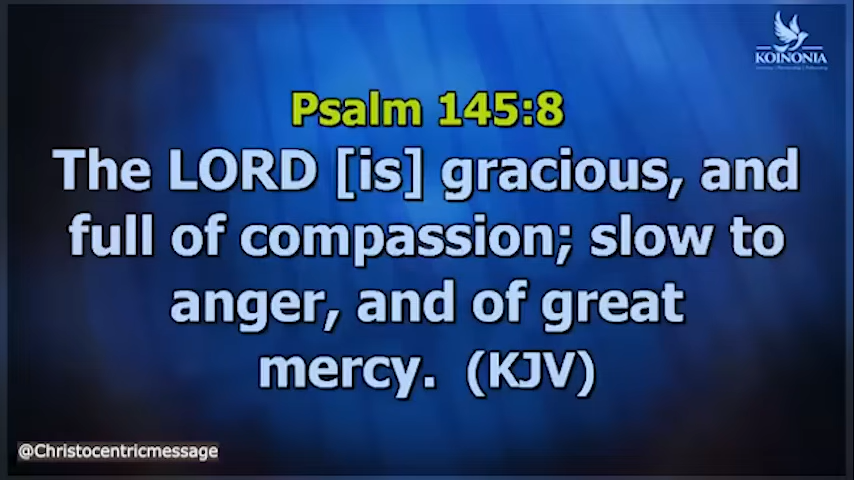 KOINONIA
Psalm 145:8
The LORD [is] gracious, and
full of compassion; slow to
anger, and of great
mercy. (KJV)
@Christocentricmessage